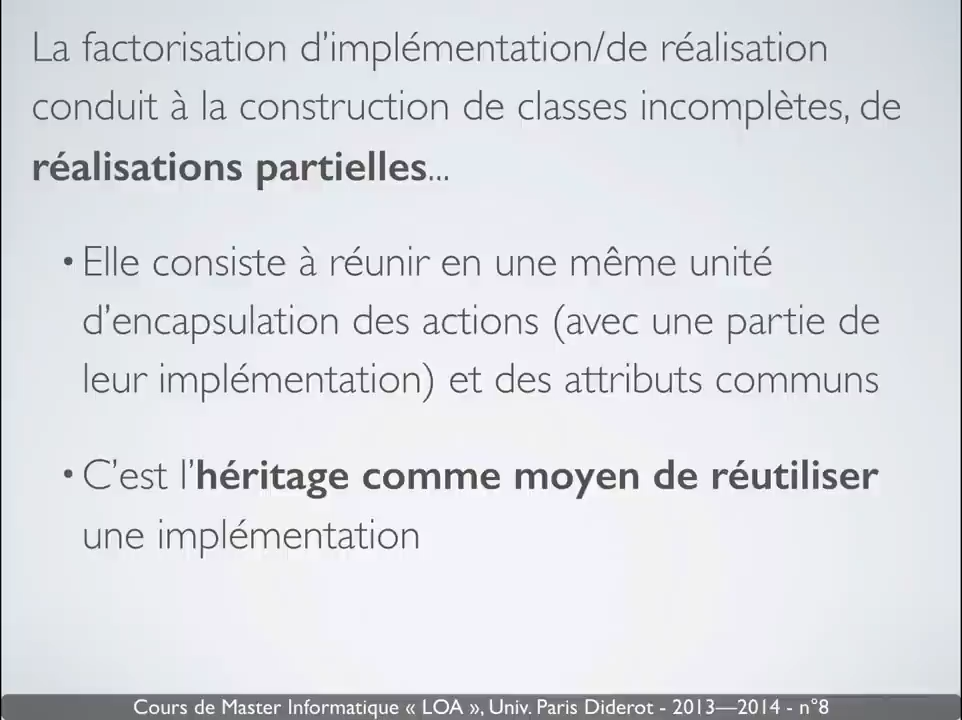 La factorisation d’implémentation/de réalisation
conduit à la construction de classes incomplètes, de
réalisations partielles...
• Elle consiste à réunir en une même unité
d’encapsulation des actions (avec une partie de
leur implémentation) et des attributs communs
• C’est l’héritage comme moyen de réutiliser
une implémentation
Cours de Master Informatique « LOA », Univ. Paris Diderot - 2013—2014 - n°8